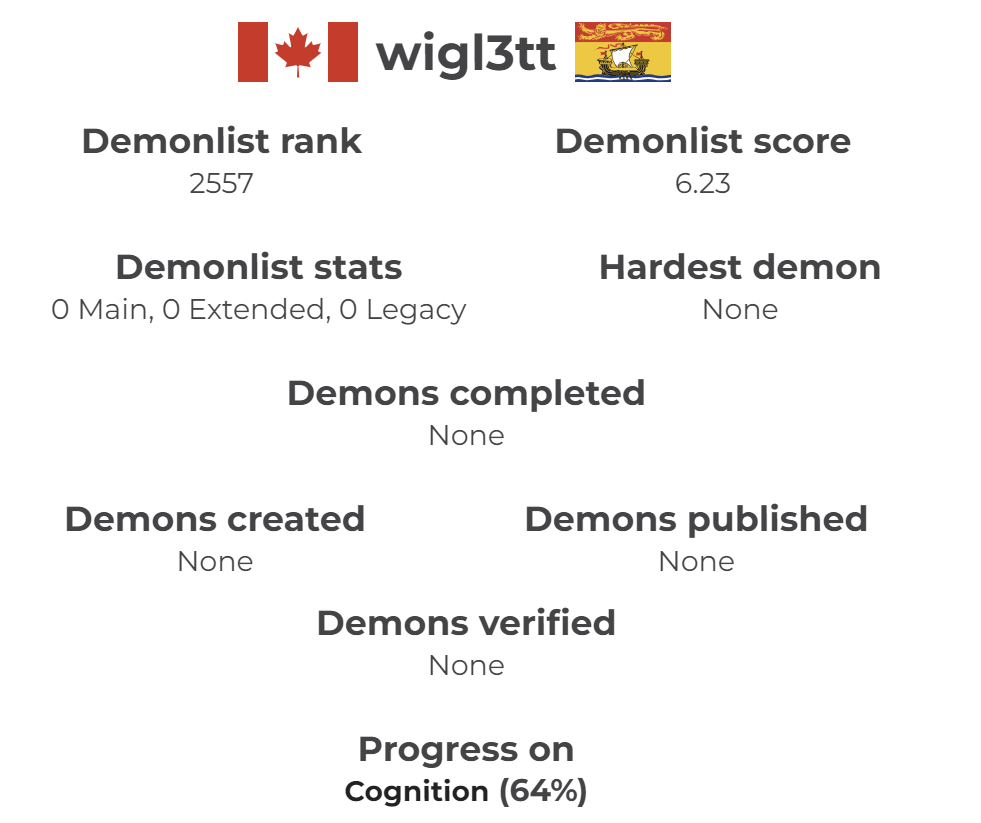 wigl3tt
Demonlist rank
2557
Demonlist score
6.23
Demonlist stats
0 Main, 0 Extended, 0 Legacy
Hardest demon
None
Demons completed
None
Demons created
None
Demons published
None
Demons verified
None
Progress on
Cognition (64%)